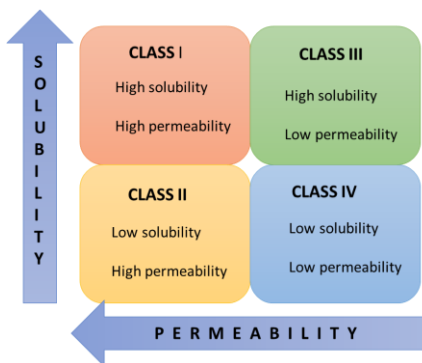 SOLUBILITY
CLASS I
High solubility
High permeability
CLASS III
High solubility
Low permeability
CLASS II
Low solubility
High permeability
CLASS IV
Low solubility
Low permeability
PERMEABILITY